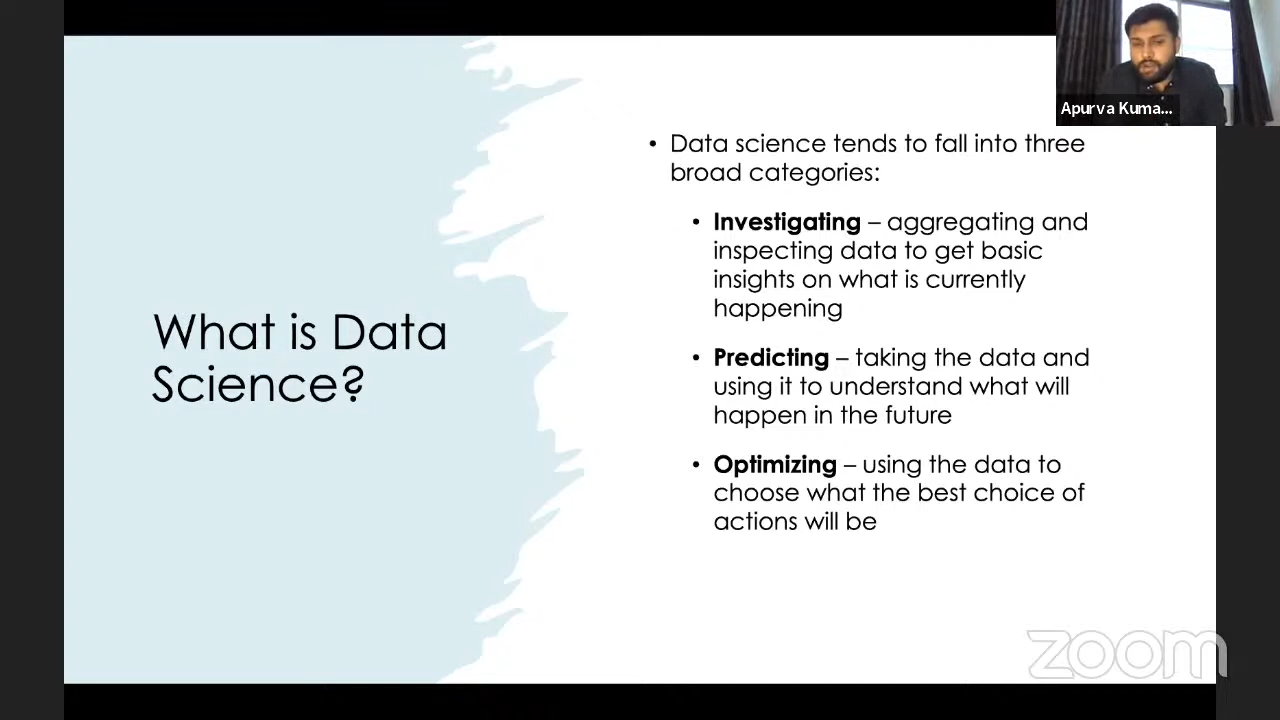 What is Data
Science?
• Data science tends to fall into three
broad categories:
• Investigating – aggregating and
inspecting data to get basic
insights on what is currently
happening
• Predicting – taking the data and
using it to understand what will
happen in the future
• Optimizing – using the data to
choose what the best choice of
actions will be
Apurva Kuma...
zoom